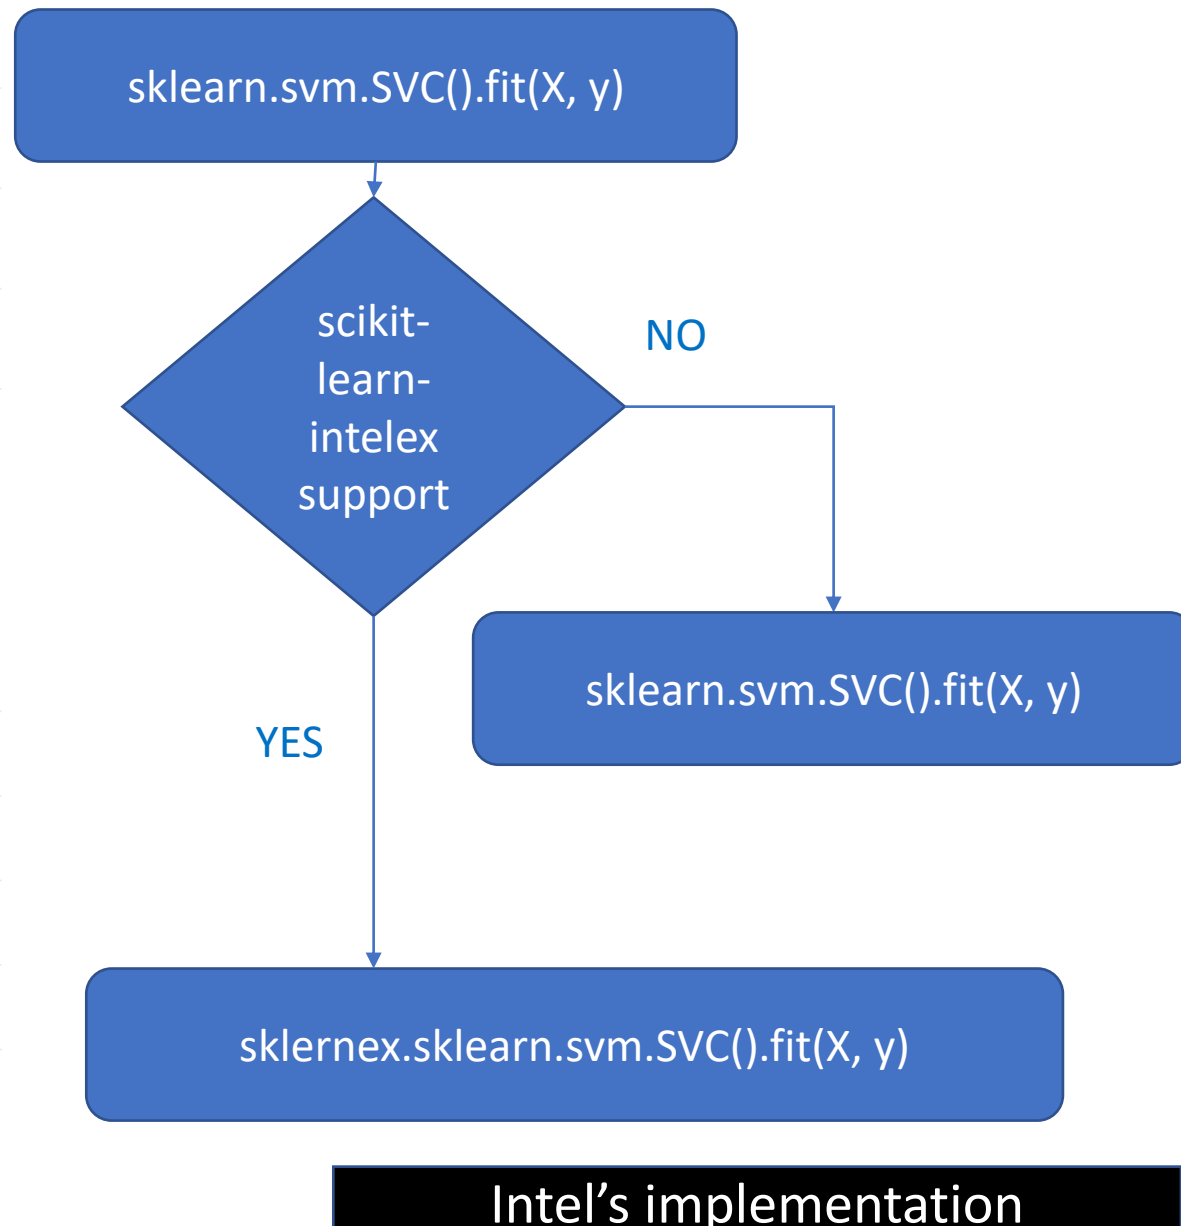 sklearn.svm.SVC().fit(X, y)
scikit-
learn-
intelex
support
NO
sklearn.svm.SVC().fit(X, y)
YES
sklernex.sklearn.svm.SVC().fit(X, y)
Intel’s implementation